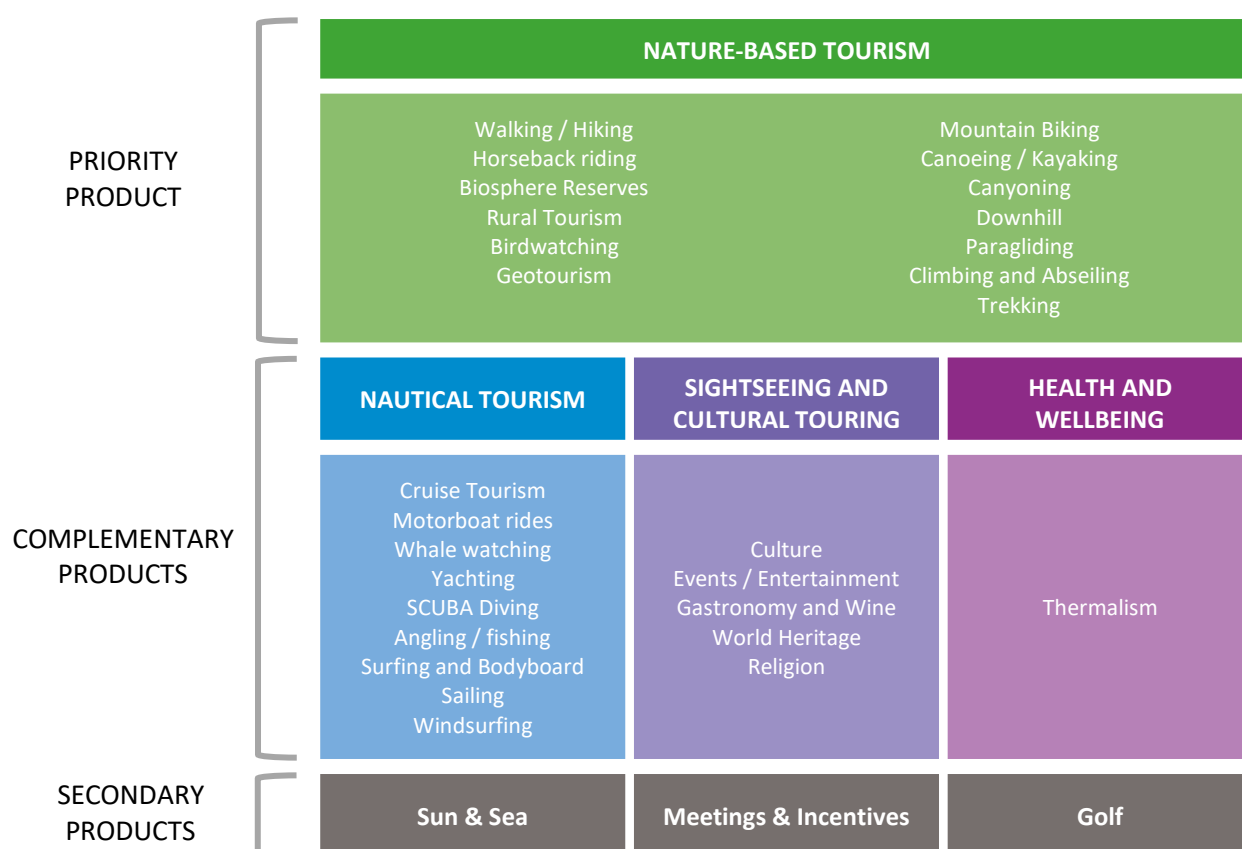 NATURE-BASED TOURISM
PRIORITY
PRODUCT
Walking / Hiking
Horseback riding
Biosphere Reserves
Rural Tourism
Birdwatching
Geotourism
Mountain Biking
Canoeing / Kayaking
Canyoning
Downhill
Paragliding
Climbing and Abseiling
Trekking
COMPLEMENTARY
PRODUCTS
NAUTICAL TOURISM
SIGHTSEEING AND
CULTURAL TOURING
HEALTH AND
WELLBEING
Cruise Tourism
Motorboat rides
Whale watching
Yachting
SCUBA Diving
Angling / fishing
Surfing and Bodyboard
Sailing
Windsurfing
Culture
Events / Entertainment
Gastronomy and Wine
World Heritage
Religion
Thermalism
SECONDARY
PRODUCTS
Sun & Sea
Meetings & Incentives
Golf